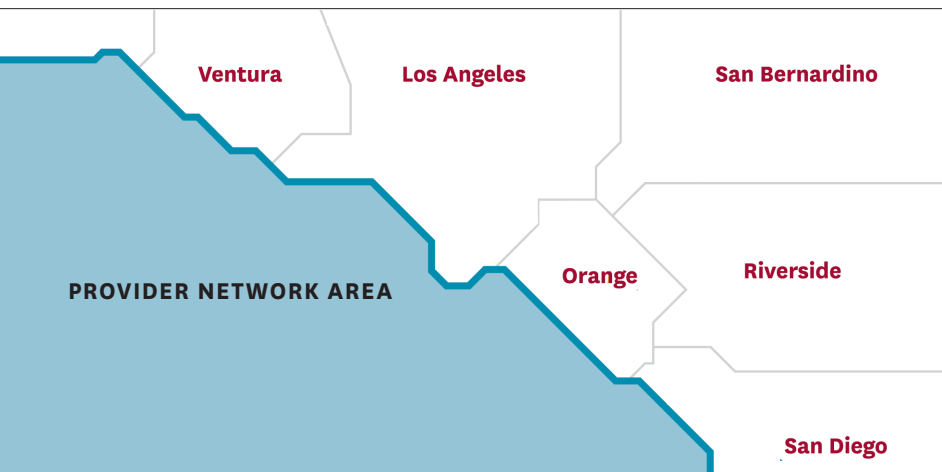 Ventura
Los Angeles
San Bernardino
Orange
Riverside
PROVIDER NETWORK AREA
San Diego